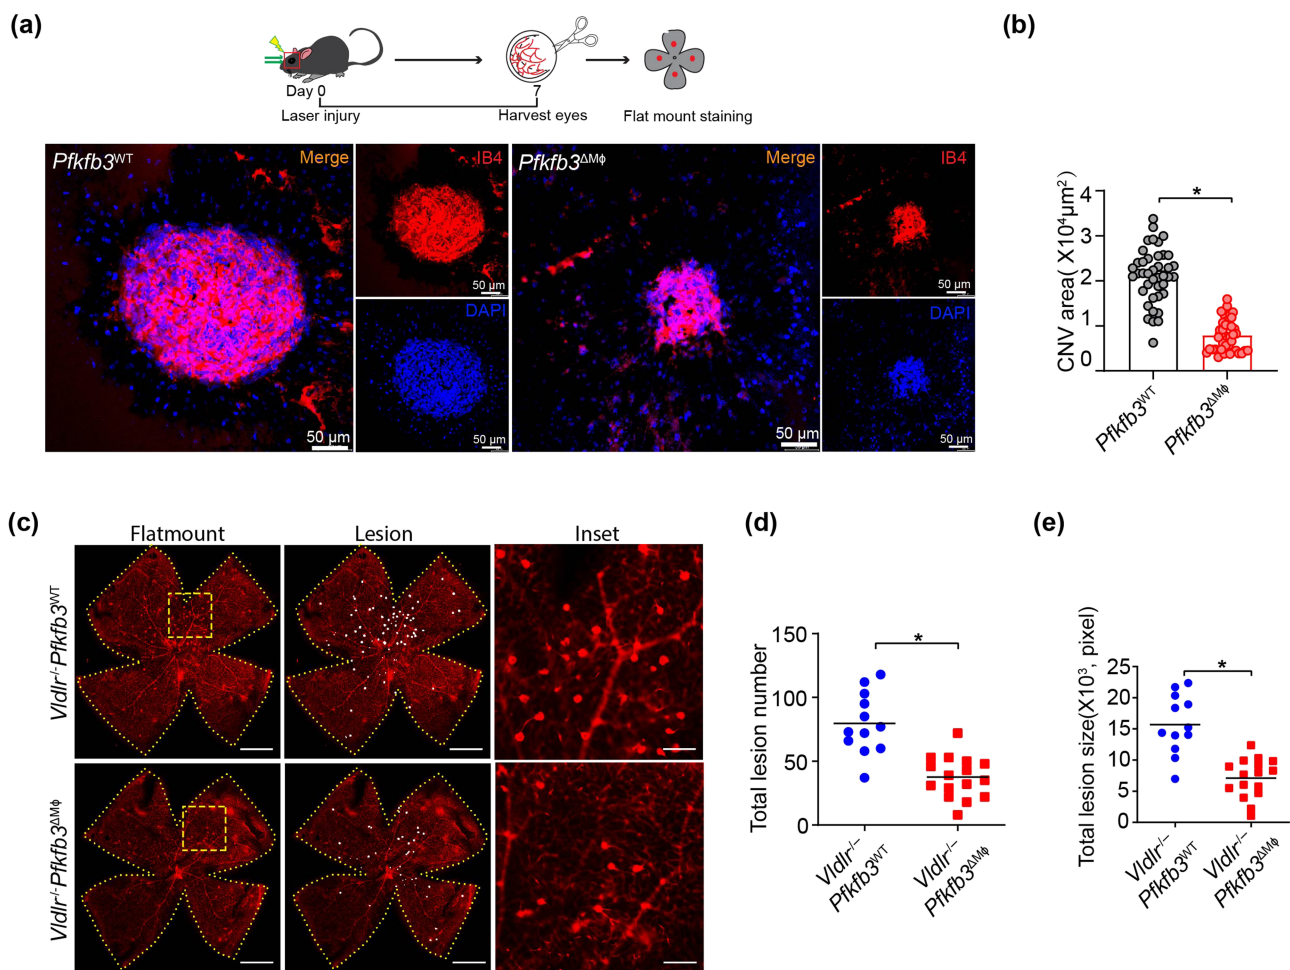 (a)
Day 0
7
Laser injury
Harvest eyes
Flat mount staining
Pfkfb3WT
Merge
IB4
50 µm
DAPI
50 µm
50 µm
Pfkfb3ΔMϕ
Merge
IB4
50 µm
DAPI
50 µm
50 µm
(b)
CNV area( X10⁴µm²)
4
3
2
1
0
*
Pfkfb3WT
Pfkfb3ΔMϕ
(c)
Flatmount
Lesion
Inset
Vldlr-/-Pfkfb3WT
Vldlr-/-Pfkfb3ΔMϕ
(d)
Total lesion number
150
100
50
0
*
Vldlr/–
Pfkfb3WT
Vldlr/–
Pfkfb3ΔMϕ
(e)
Total lesion size(X10³, pixel)
25
20
15
10
5
0
*
Vldlr/–
Pfkfb3WT
Vldlr/–
Pfkfb3ΔMϕ